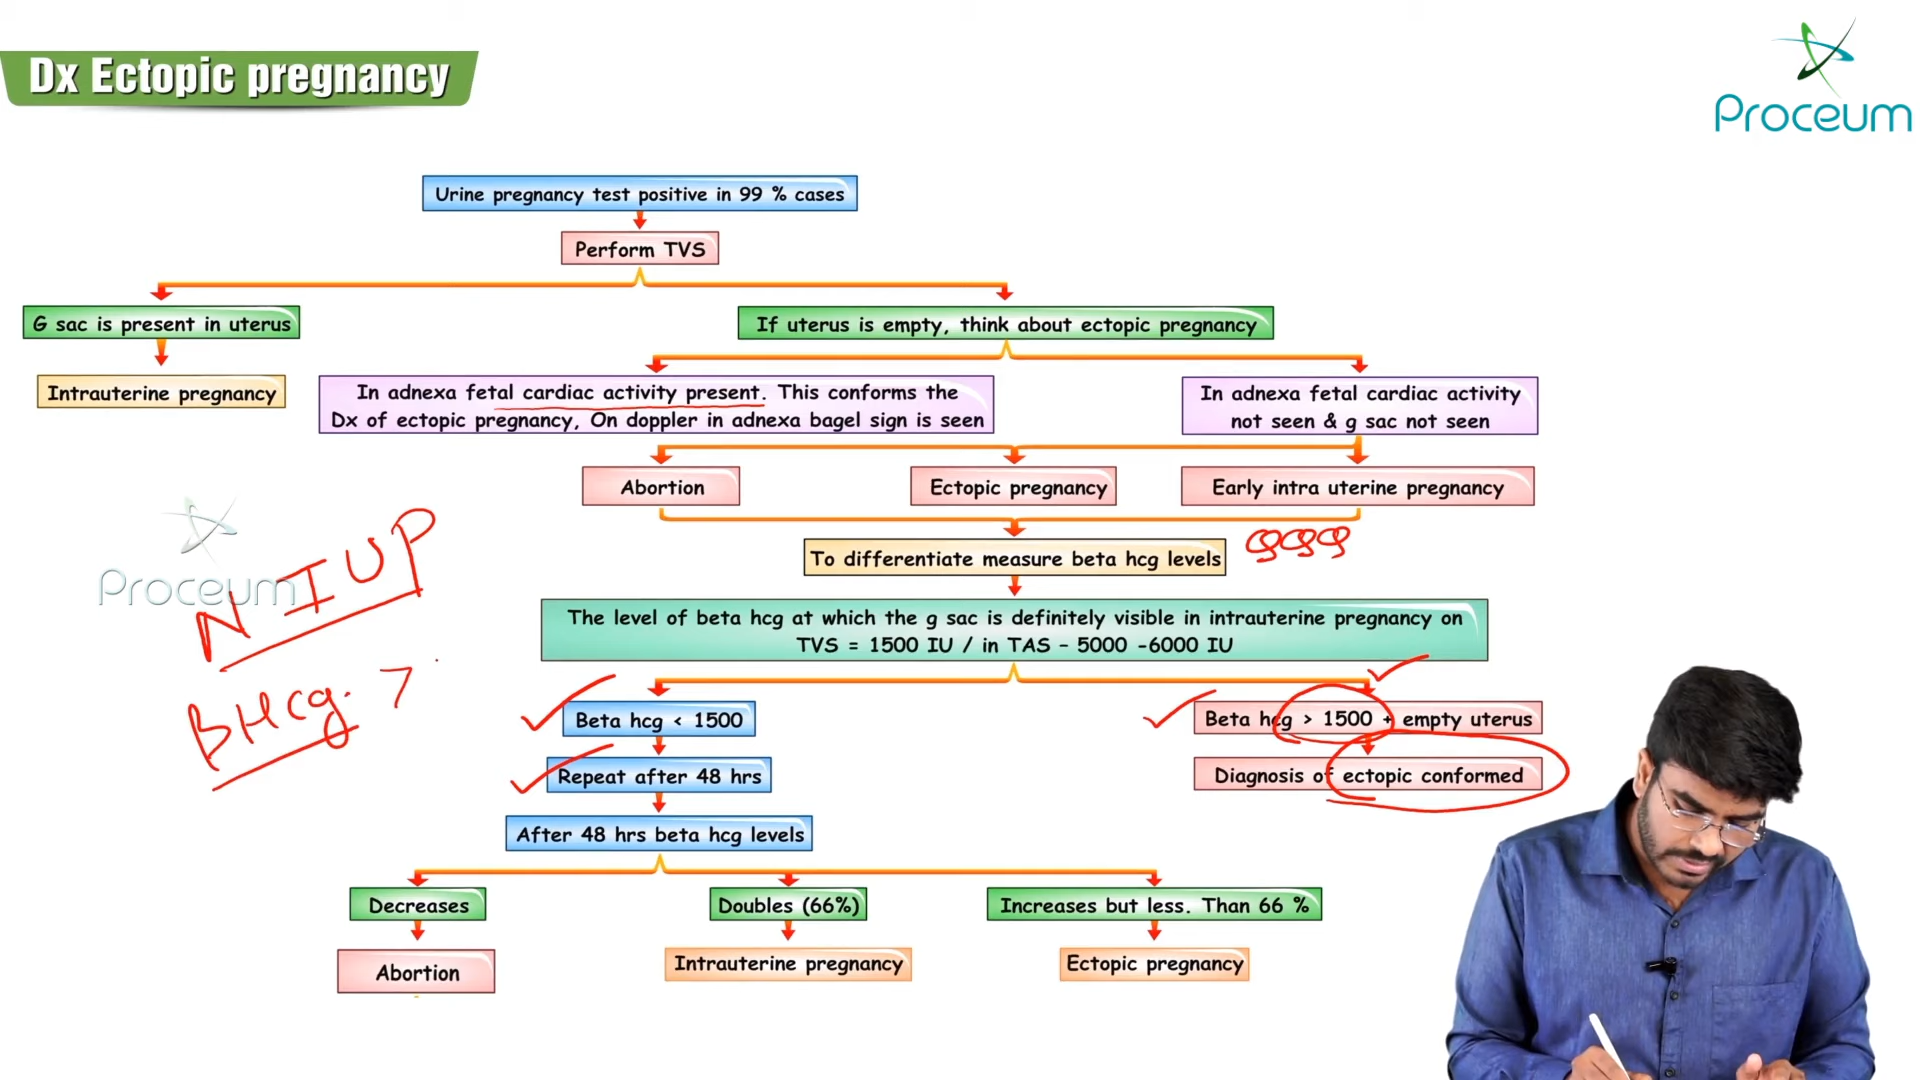 Dx Ectopic pregnancy
Proceum
Urine pregnancy test positive in 99 % cases
Perform TVS
G sac is present in uterus
If uterus is empty, think about ectopic pregnancy
Intrauterine pregnancy
In adnexa fetal cardiac activity present. This conforms the
Dx of ectopic pregnancy, On doppler in adnexa bagel sign is seen
In adnexa fetal cardiac activity
not seen & g sac not seen
Abortion
Ectopic pregnancy
Early intra uterine pregnancy
To differentiate measure beta hcg levels
Proceum
N IUP
BHcg. >
The level of beta hcg at which the g sac is definitely visible in intrauterine pregnancy on
TVS = 1500 IU / in TAS - 5000 -6000 IU
Beta hcg < 1500
Beta hcg > 1500 + empty uterus
Repeat after 48 hrs
Diagnosis of ectopic conformed
After 48 hrs beta hcg levels
Decreases
Doubles (66%)
Increases but less. Than 66 %
Abortion
Intrauterine pregnancy
Ectopic pregnancy